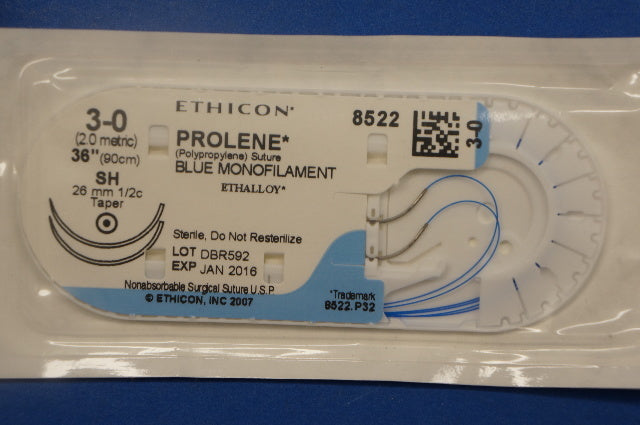 ETHICON*
3-0
(2.0 metric)
36" (90cm)
SH
26 mm 1/2c
Taper
PROLENE*
(Polypropylene) Suture
BLUE MONOFILAMENT
ETHALLOY*
8522
3-0
Sterile, Do Not Resterilize
LOT DBR592
EXP JAN 2016
Nonabsorbable Surgical Suture U.S.P.
© ETHICON, INC 2007
*Trademark
8522.P32